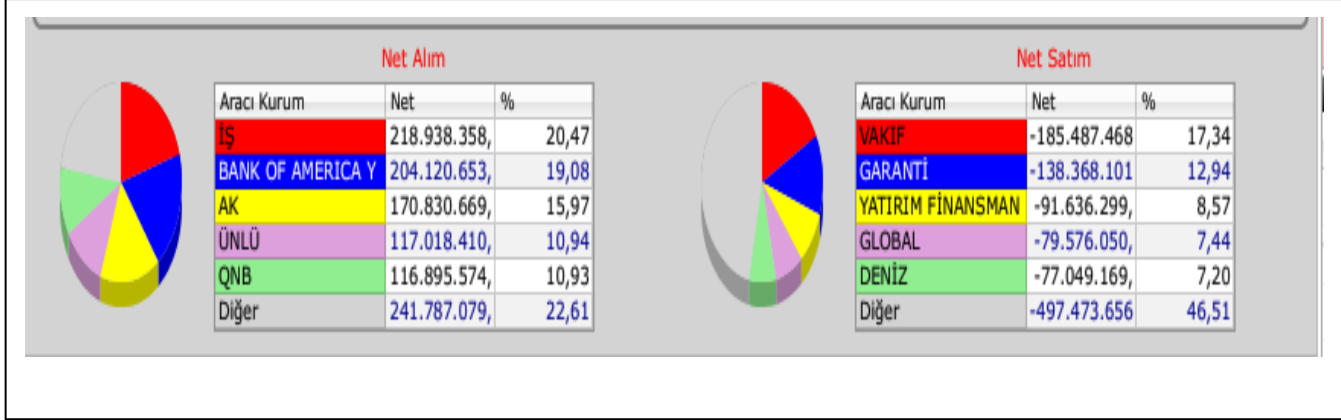 Net Alım
Aracı Kurum Net %
İŞ 218.938.358, 20,47
BANK OF AMERICA Y 204.120.653, 19,08
AK 170.830.669, 15,97
ÜNLÜ 117.018.410, 10,94
QNB 116.895.574, 10,93
Diğer 241.787.079, 22,61
Net Satım
Aracı Kurum Net %
VAKIF -185.487.468 17,34
GARANTİ -138.368.101 12,94
YATIRIM FİNANSMAN -91.636.299, 8,57
GLOBAL -79.576.050, 7,44
DENİZ -77.049.169, 7,20
Diğer -497.473.656 46,51